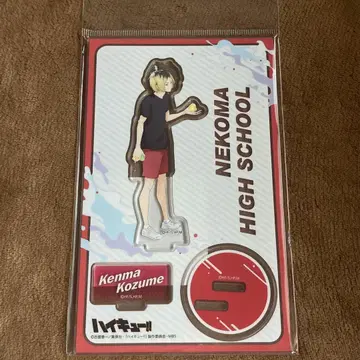 NEKOMA
HIGH SCHOOL
Kenma
Kozume
ハイキュー!!